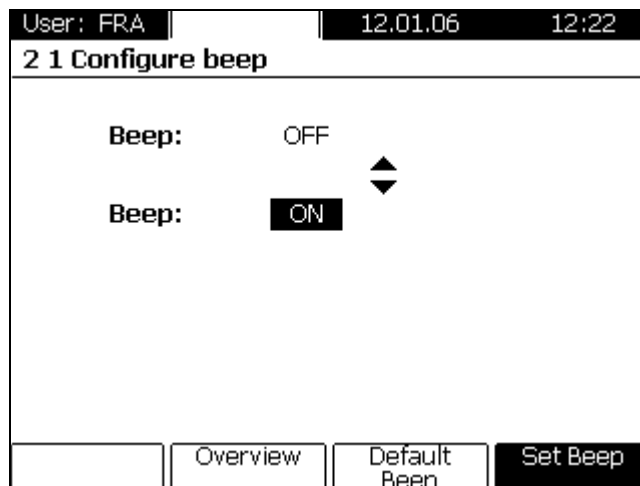 User: FRA 12.01.06 12:22
2 1 Configure beep
Beep: OFF
Beep: ON
Overview Default Beep Set Beep